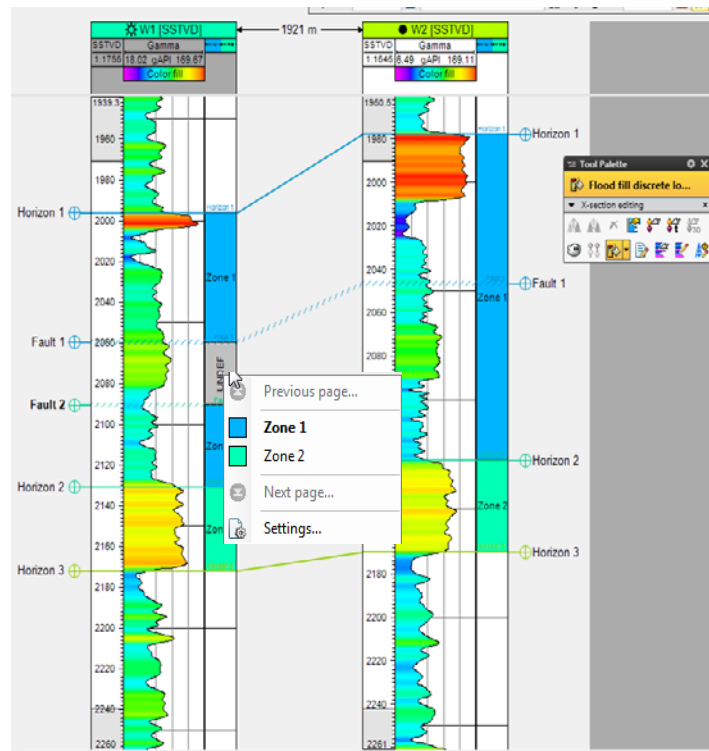 W1 [SSTVD]
1921 m
W2 [SSTVD]
SSTVD Gamma
SSTVD Gamma
1:1756 18.02 gAPI 169.67
1:1646 6.49 gAPI 169.11
Color fill
Color fill
1939.3
1960
1980
2000
2020
2040
2060
2080
2100
2120
2140
2160
2180
2200
2220
2240
2260
1960.5
1980
2000
2020
2040
2060
2080
2180
2200
2220
2240
2261
Horizon 1
Fault 1
Fault 2
Horizon 2
Horizon 3
Zone 1
UNDEF
Zon
Zon
Horizon 1
Fault 1
Horizon 2
Horizon 3
Zone 1
Zone 2
Previous page...
Zone 1
Zone 2
Next page...
Settings...
Tool Palette
Flood fill discrete lo...
X-section editing